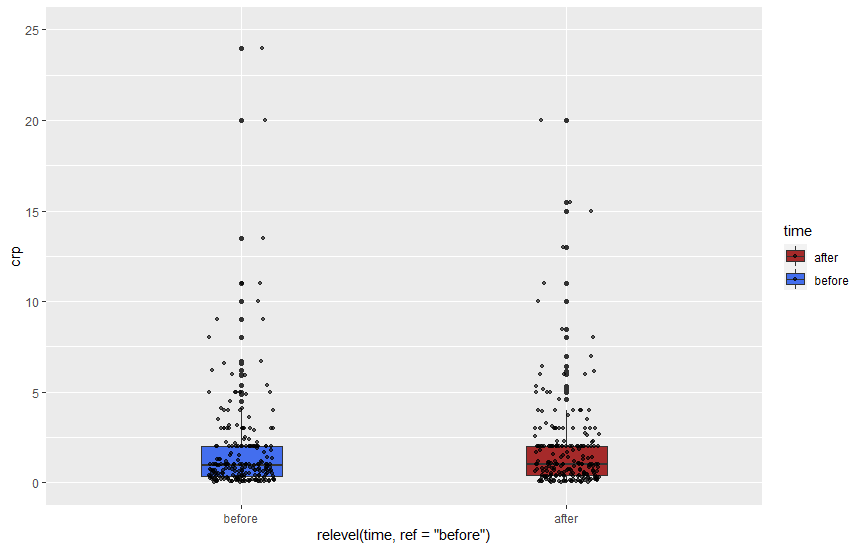 25
20
15
10
5
0
crp
before
after
relevel(time, ref = "before")
time
after
before